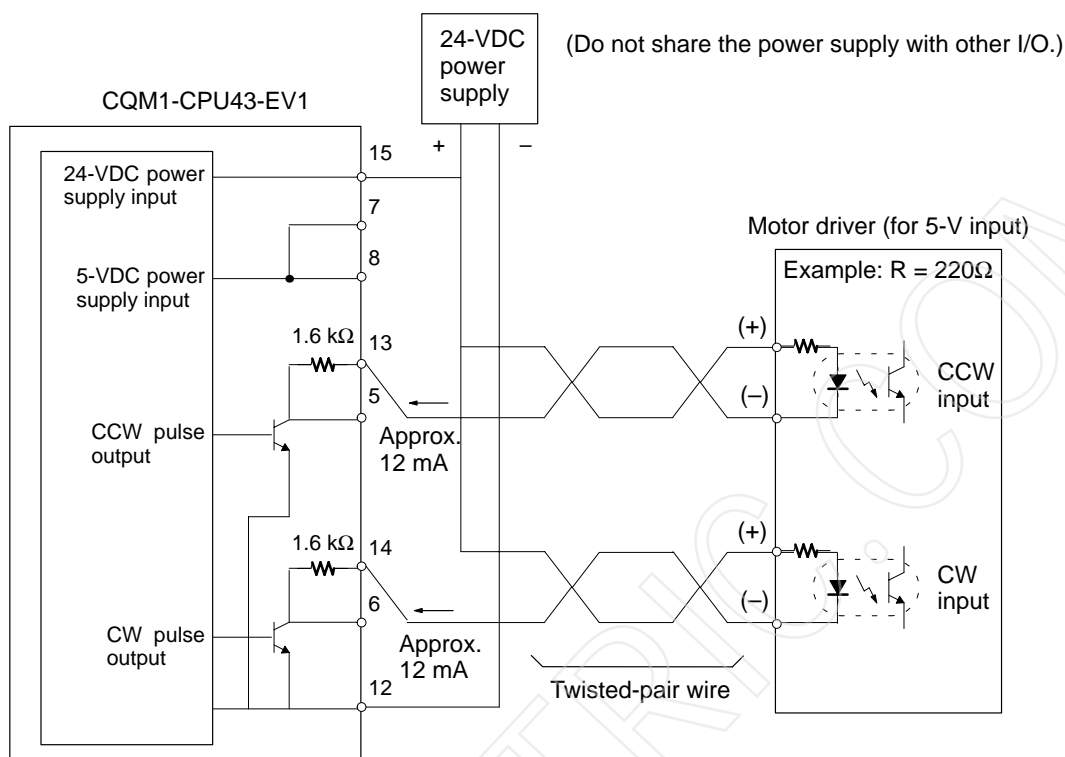 24-VDC
power
supply
(Do not share the power supply with other I/O.)
CQM1-CPU43-EV1
+
–
15
24-VDC power
supply input
7
Motor driver (for 5-V input)
8
5-VDC power
supply input
Example: R = 220Ω
1.6 kΩ
13
(+)
CCW
input
5
(–)
CCW pulse
output
Approx.
12 mA
1.6 kΩ
14
(+)
CW
input
6
(–)
CW pulse
output
Approx.
12 mA
12
Twisted-pair wire
TRIC.COM